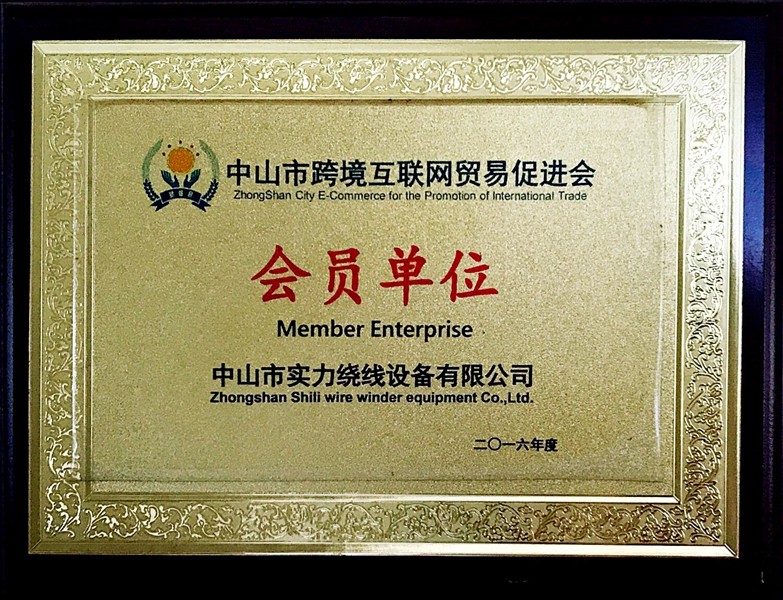 中山市跨境互联网贸易促进会
ZhongShan City E-Commerce for the Promotion of International Trade
会员单位
Member Enterprise
中山市实力绕线设备有限公司
Zhongshan Shili wire winder equipment Co.,Ltd.
二〇一六年度